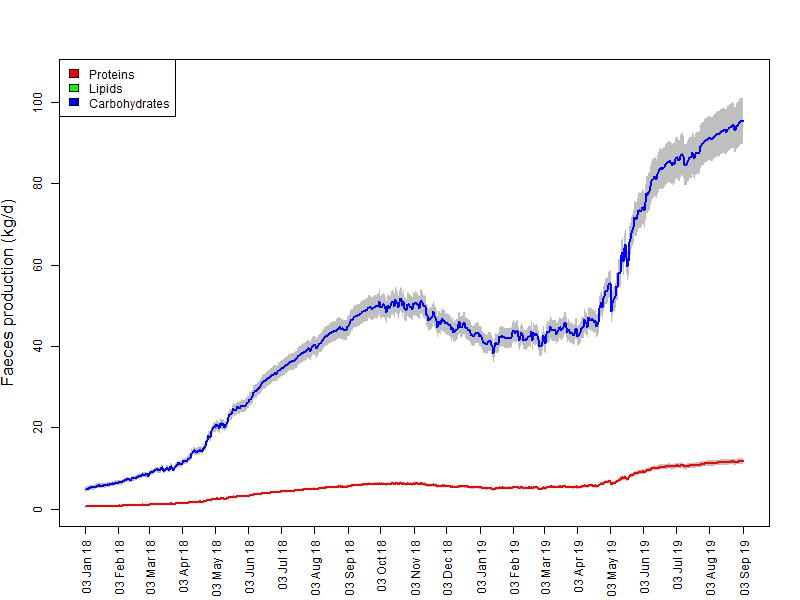 Proteins
Lipids
Carbohydrates
Faeces production (kg/d)
100
80
60
40
20
0
03 Jan 18
03 Feb 18
03 Mar 18
03 Apr 18
03 May 18
03 Jun 18
03 Jul 18
03 Aug 18
03 Sep 18
03 Oct 18
03 Nov 18
03 Dec 18
03 Jan 19
03 Feb 19
03 Mar 19
03 Apr 19
03 May 19
03 Jun 19
03 Jul 19
03 Aug 19
03 Sep 19